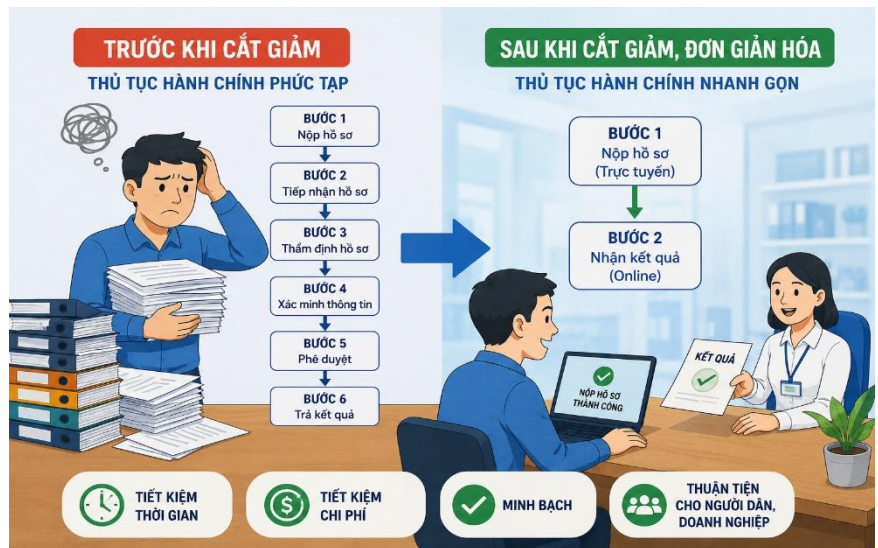 TRƯỚC KHI CẮT GIẢM
THỦ TỤC HÀNH CHÍNH PHỨC TẠP
BƯỚC 1
Nộp hồ sơ
BƯỚC 2
Tiếp nhận hồ sơ
BƯỚC 3
Thẩm định hồ sơ
BƯỚC 4
Xác minh thông tin
BƯỚC 5
Phê duyệt
BƯỚC 6
Trả kết quả
SAU KHI CẮT GIẢM, ĐƠN GIẢN HÓA
THỦ TỤC HÀNH CHÍNH NHANH GỌN
BƯỚC 1
Nộp hồ sơ
(Trực tuyến)
BƯỚC 2
Nhận kết quả
(Online)
NỘP HỒ SƠ
THÀNH CÔNG
KẾT QUẢ
TIẾT KIỆM
THỜI GIAN
TIẾT KIỆM
CHI PHÍ
MINH BẠCH
THUẬN TIỆN
CHO NGƯỜI DÂN,
DOANH NGHIỆP